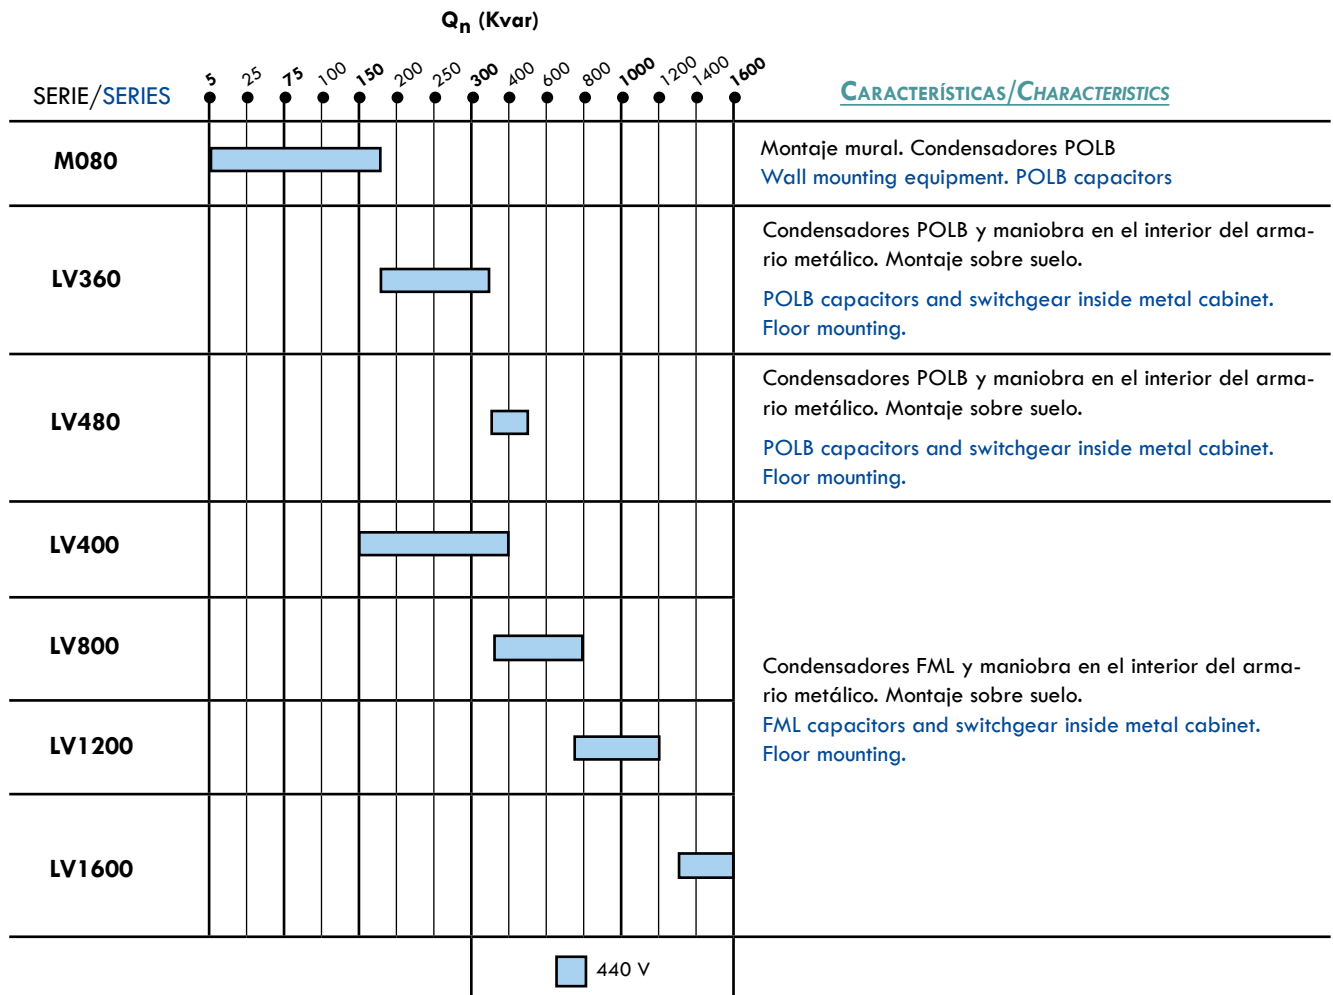 Qn (Kvar)
5 25 75 100 150 200 250 300 400 600 800 1000 1200 1400 1600
SERIE/SERIES
CARACTERÍSTICAS/CHARACTERISTICS
M080
Montaje mural. Condensadores POLB
Wall mounting equipment. POLB capacitors
LV360
Condensadores POLB y maniobra en el interior del arma-
rio metálico. Montaje sobre suelo.
POLB capacitors and switchgear inside metal cabinet.
Floor mounting.
LV480
Condensadores POLB y maniobra en el interior del arma-
rio metálico. Montaje sobre suelo.
POLB capacitors and switchgear inside metal cabinet.
Floor mounting.
LV400
LV800
LV1200
LV1600
Condensadores FML y maniobra en el interior del arma-
rio metálico. Montaje sobre suelo.
FML capacitors and switchgear inside metal cabinet.
Floor mounting.
440 V